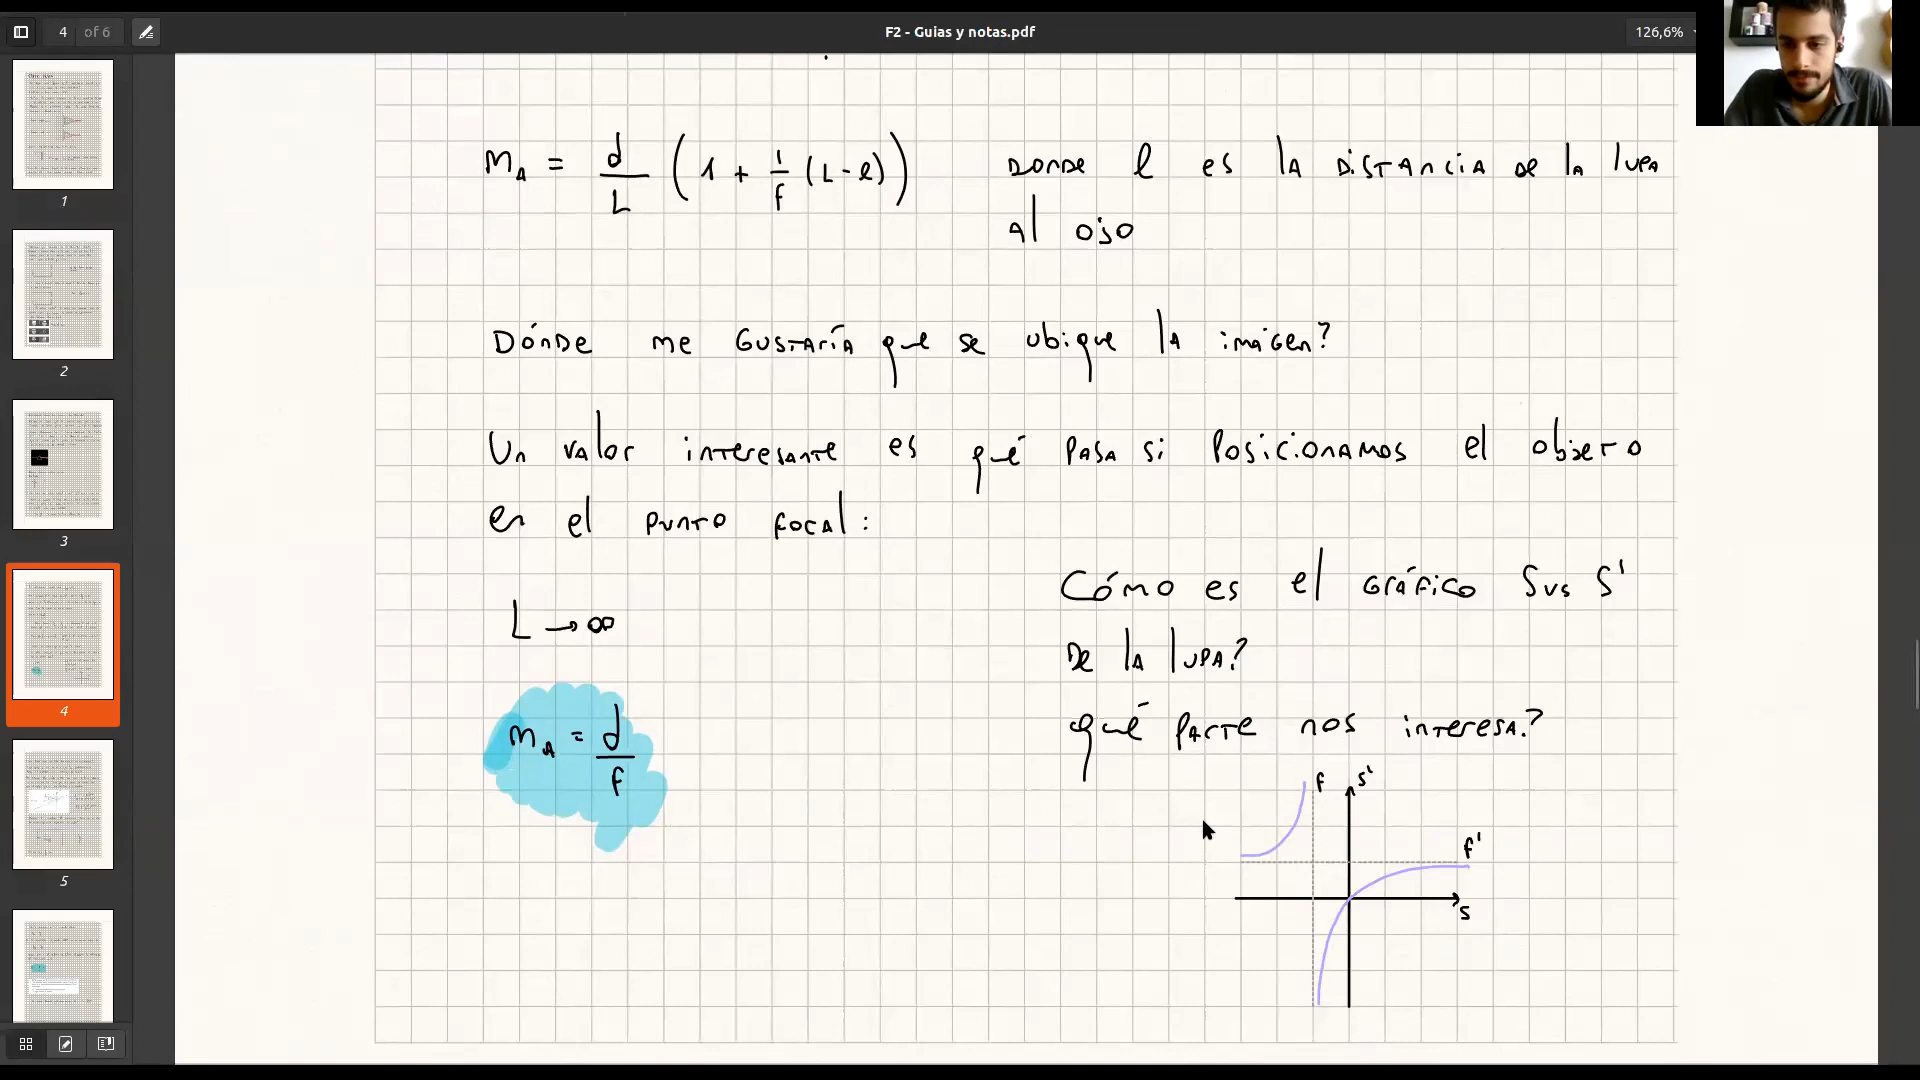 4 of 6
F2 - Guias y notas.pdf
126,6%
m_A = d/L (1 + 1/f (L - l)) Donde l es la distancia de la lupa
al ojo
Dónde me gustaría que se ubique la imágen?
Un valor interesante es qué pasa si posicionamos el objeto
en el punto focal:
L → ∞
m_A = d/f
Cómo es el gráfico S vs S'
de la lupa?
qué parte nos interesa?
f s'
f'
s
1
2
3
4
5